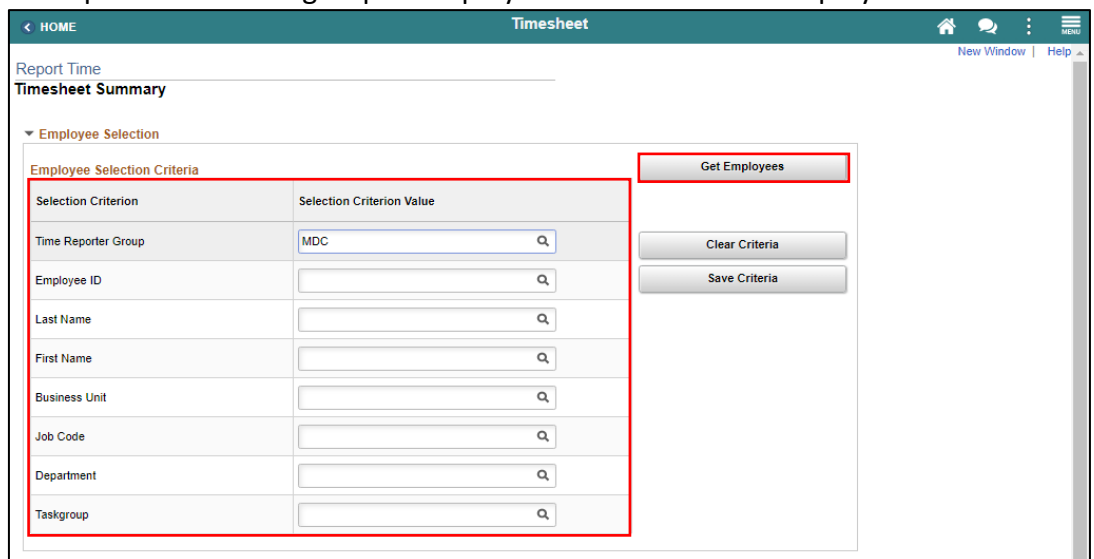 HOME Timesheet MENU
New Window | Help
Report Time
Timesheet Summary
Employee Selection
Employee Selection Criteria Get Employees
Selection Criterion Selection Criterion Value
Time Reporter Group MDC Clear Criteria
Employee ID Save Criteria
Last Name
First Name
Business Unit
Job Code
Department
Taskgroup